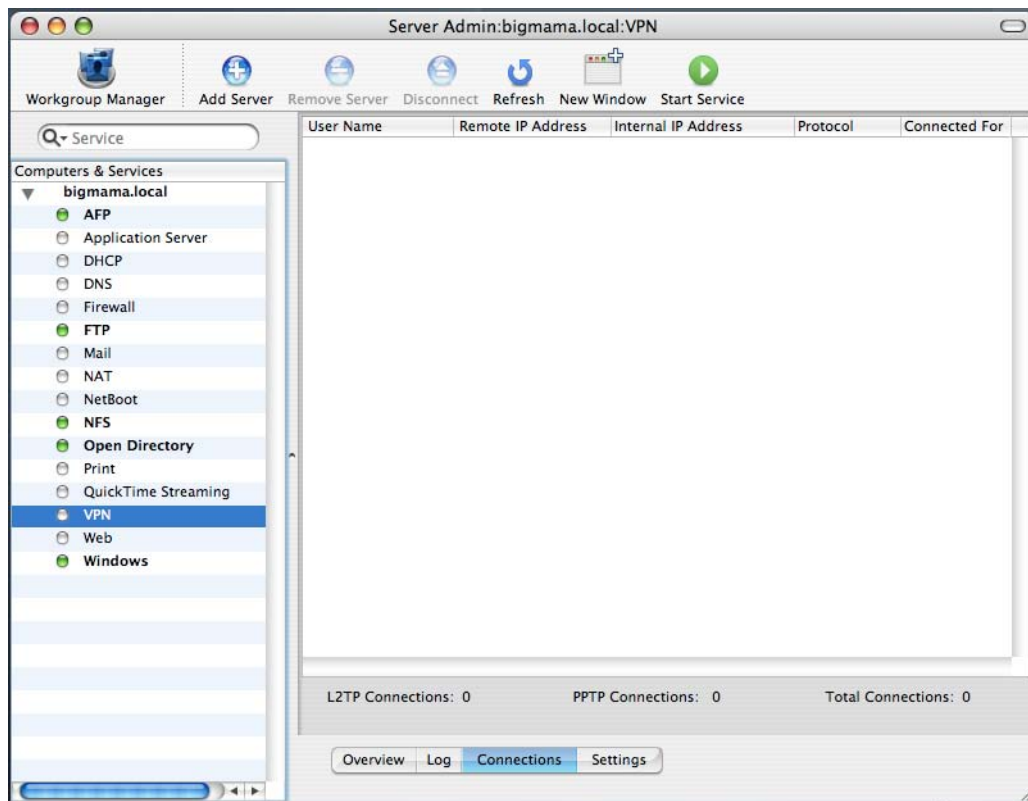 Server Admin:bigmama.local:VPN
Workgroup Manager Add Server Remove Server Disconnect Refresh New Window Start Service
Service
Computers & Services
bigmama.local
AFP
Application Server
DHCP
DNS
Firewall
FTP
Mail
NAT
NetBoot
NFS
Open Directory
Print
QuickTime Streaming
VPN
Web
Windows
User Name Remote IP Address Internal IP Address Protocol Connected For
L2TP Connections: 0 PPTP Connections: 0 Total Connections: 0
Overview Log Connections Settings